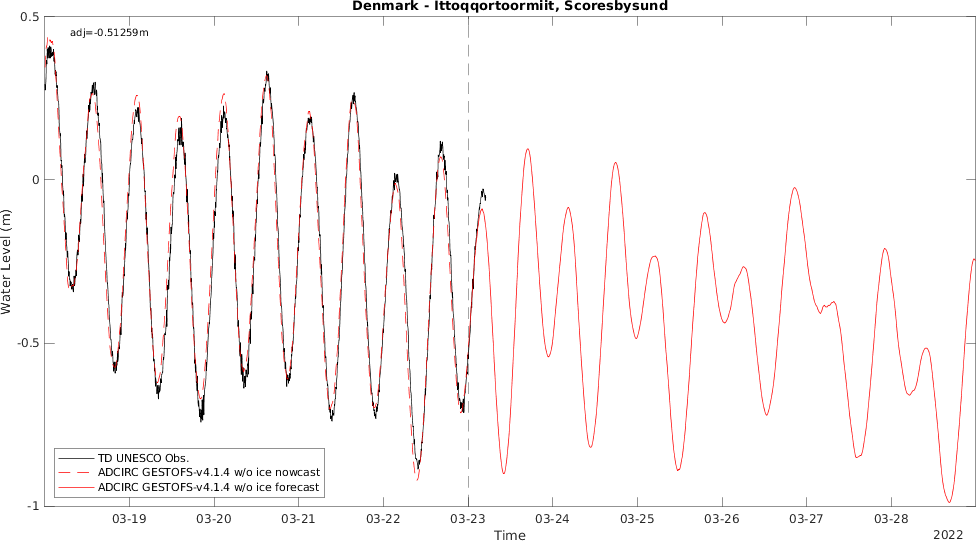 Denmark - Ittoqqortoormiit, Scoresbysund
adj=-0.51259m
0.5
0
-0.5
-1
Water Level (m)
TD UNESCO Obs.
ADCIRC GESTOFS-v4.1.4 w/o ice nowcast
ADCIRC GESTOFS-v4.1.4 w/o ice forecast
03-19 03-20 03-21 03-22 03-23 03-24 03-25 03-26 03-27 03-28
Time
2022